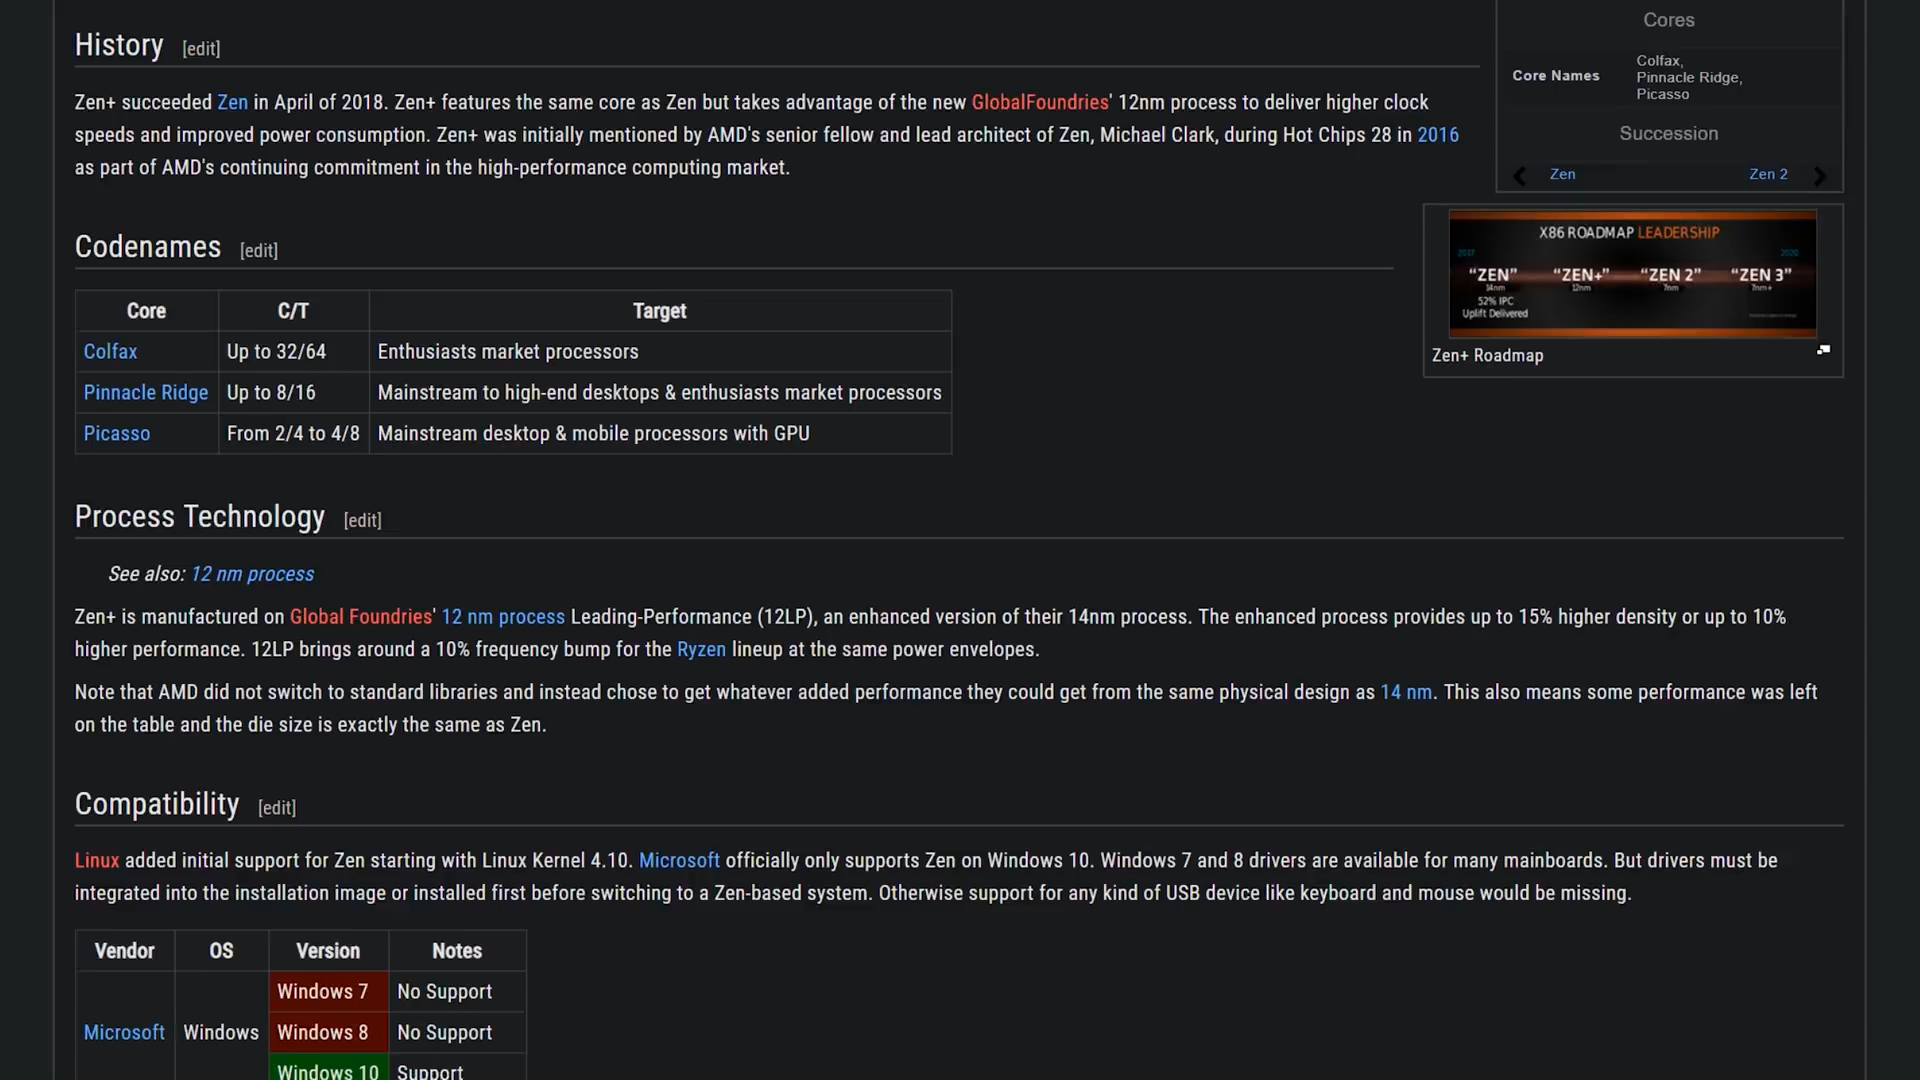 History [edit]
Zen+ succeeded Zen in April of 2018. Zen+ features the same core as Zen but takes advantage of the new GlobalFoundries' 12nm process to deliver higher clock
speeds and improved power consumption. Zen+ was initially mentioned by AMD's senior fellow and lead architect of Zen, Michael Clark, during Hot Chips 28 in 2016
as part of AMD's continuing commitment in the high-performance computing market.
Cores
Core Names
Colfax,
Pinnacle Ridge,
Picasso
Succession
Zen Zen 2
X86 ROADMAP LEADERSHIP
2017 2020
"ZEN" "ZEN+" "ZEN 2" "ZEN 3"
14nm 12nm 7nm 7nm+
52% IPC
Uplift Delivered
Zen+ Roadmap
Codenames [edit]
Core C/T Target
Colfax Up to 32/64 Enthusiasts market processors
Pinnacle Ridge Up to 8/16 Mainstream to high-end desktops & enthusiasts market processors
Picasso From 2/4 to 4/8 Mainstream desktop & mobile processors with GPU
Process Technology [edit]
See also: 12 nm process
Zen+ is manufactured on Global Foundries' 12 nm process Leading-Performance (12LP), an enhanced version of their 14nm process. The enhanced process provides up to 15% higher density or up to 10%
higher performance. 12LP brings around a 10% frequency bump for the Ryzen lineup at the same power envelopes.
Note that AMD did not switch to standard libraries and instead chose to get whatever added performance they could get from the same physical design as 14 nm. This also means some performance was left
on the table and the die size is exactly the same as Zen.
Compatibility [edit]
Linux added initial support for Zen starting with Linux Kernel 4.10. Microsoft officially only supports Zen on Windows 10. Windows 7 and 8 drivers are available for many mainboards. But drivers must be
integrated into the installation image or installed first before switching to a Zen-based system. Otherwise support for any kind of USB device like keyboard and mouse would be missing.
Vendor OS Version Notes
Windows 7 No Support
Microsoft Windows Windows 8 No Support
Windows 10 Support